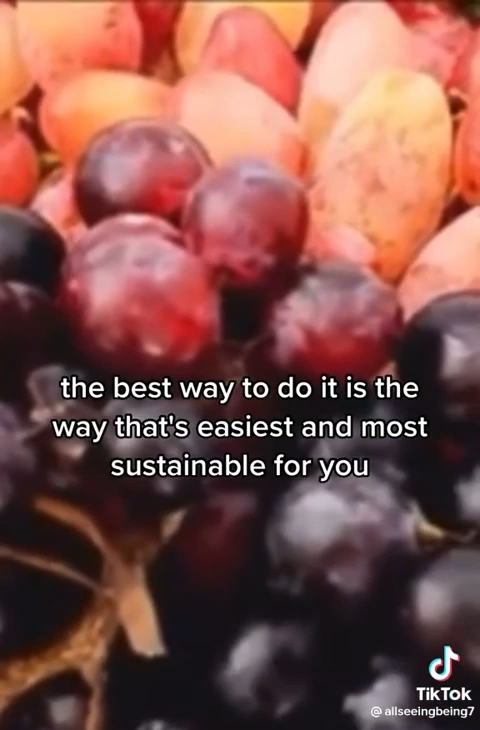 the best way to do it is the
way that's easiest and most
sustainable for you
TikTok
@ allseeingbeing7